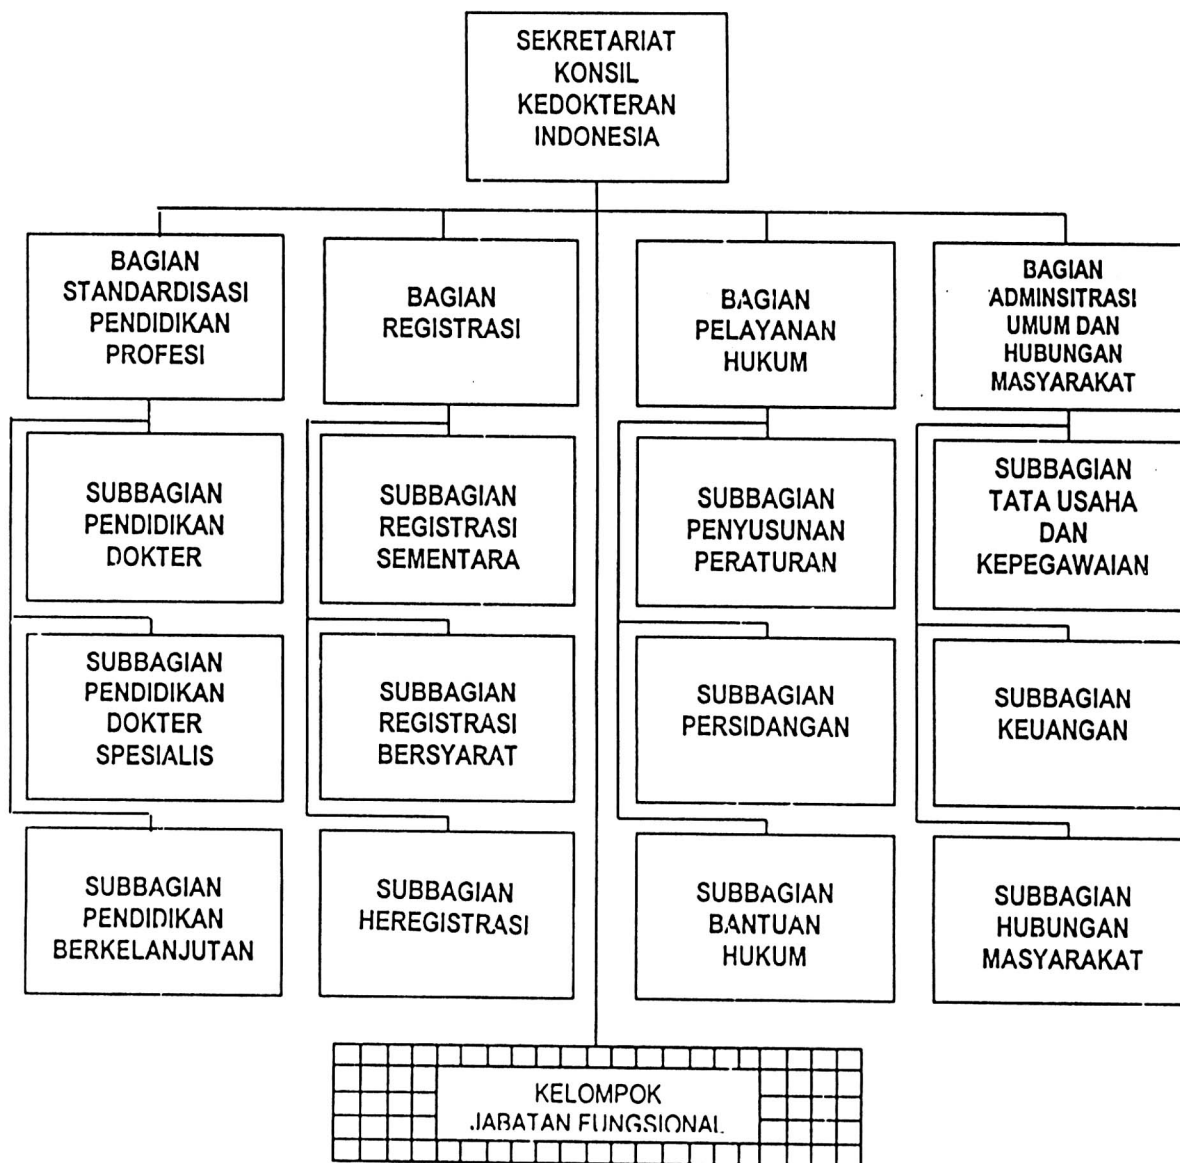 SEKRETARIAT
KONSIL
KEDOKTERAN
INDONESIA
BAGIAN
STANDARDISASI
PENDIDIKAN
PROFESI
BAGIAN
REGISTRASI
BAGIAN
PELAYANAN
HUKUM
BAGIAN
ADMINSITRASI
UMUM DAN
HUBUNGAN
MASYARAKAT
SUBBAGIAN
PENDIDIKAN
DOKTER
SUBBAGIAN
REGISTRASI
SEMENTARA
SUBBAGIAN
PENYUSUNAN
PERATURAN
SUBBAGIAN
TATA USAHA
DAN
KEPEGAWAIAN
SUBBAGIAN
PENDIDIKAN
DOKTER
SPESIALIS
SUBBAGIAN
REGISTRASI
BERSYARAT
SUBBAGIAN
PERSIDANGAN
SUBBAGIAN
KEUANGAN
SUBBAGIAN
PENDIDIKAN
BERKELANJUTAN
SUBBAGIAN
HEREGISTRASI
SUBBAGIAN
BANTUAN
HUKUM
SUBBAGIAN
HUBUNGAN
MASYARAKAT
KELOMPOK
JABATAN FUNGSIONAL